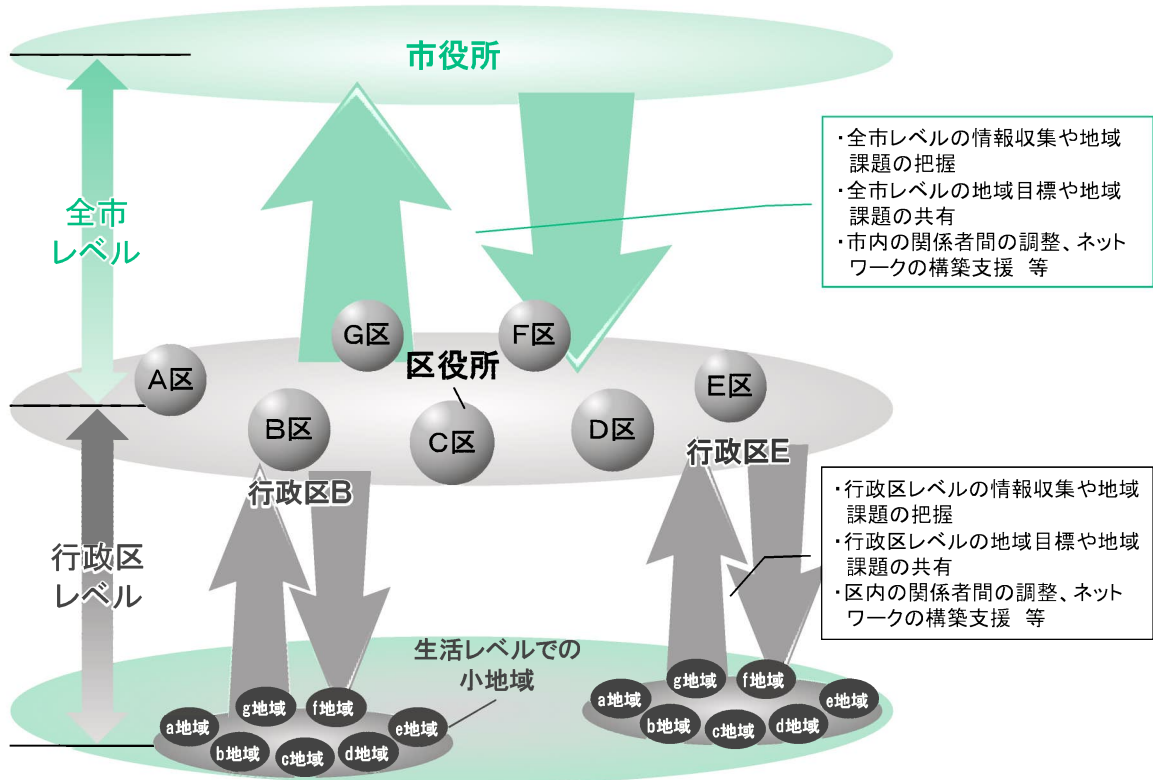 市役所
・全市レベルの情報収集や地域
課題の把握
・全市レベルの地域目標や地域
課題の共有
・市内の関係者間の調整、ネット
ワークの構築支援 等
全市
レベル
G区
F区
区役所
A区
E区
B区
C区
D区
行政区B
行政区E
・行政区レベルの情報収集や地域
課題の把握
・行政区レベルの地域目標や地域
課題の共有
・区内の関係者間の調整、ネット
ワークの構築支援 等
行政区
レベル
生活レベルでの
小地域
a地域
g地域
f地域
e地域
b地域
c地域
d地域
a地域
g地域
f地域
e地域
b地域
c地域
d地域